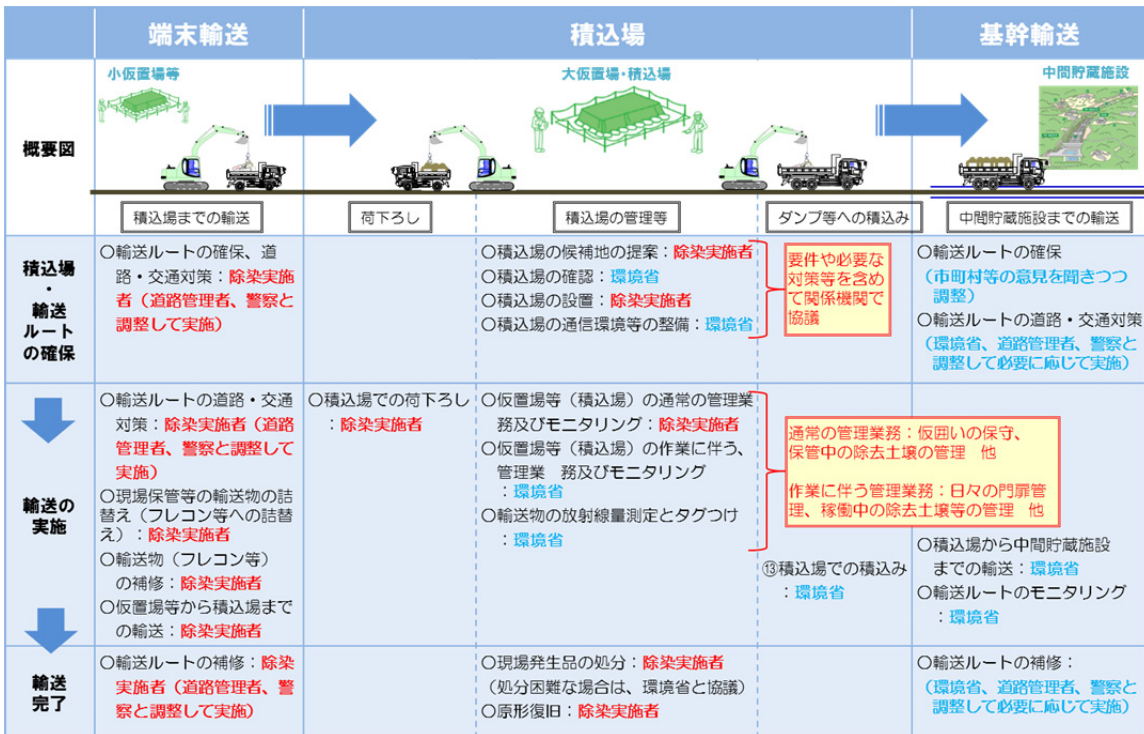 端末輸送
積込場
基幹輸送
概要図
小仮置場等
大仮置場・積込場
中間貯蔵施設
積込場までの輸送
荷下ろし
積込場の管理等
ダンプ等への積込み
中間貯蔵施設までの輸送
積込場
・
輸送
ルート
の確保
〇輸送ルートの確保、道
路・交通対策:除染実施
者(道路管理者、警察と
調整して実施)
〇積込場の候補地の提案:除染実施者
〇積込場の確認:環境省
〇積込場の設置:除染実施者
〇積込場の通信環境等の整備:環境省
要件や必要な
対策等を含め
て関係機関で
協議
〇輸送ルートの確保
(市町村等の意見を聞きつつ
調整)
〇輸送ルートの道路・交通対策
(環境省、道路管理者、警察と
調整して必要に応じて実施)
輸送の
実施
〇輸送ルートの道路・交通
対策:除染実施者(道路
管理者、警察と調整して
実施)
〇現場保管等の輸送物の詰
替え(フレコン等への詰替
え):除染実施者
〇輸送物(フレコン等)
の補修:除染実施者
〇仮置場等から積込場まで
の輸送:除染実施者
〇積込場での荷下ろし
:除染実施者
〇仮置場等(積込場)の通常の管理業
務及びモニタリング:除染実施者
〇仮置場等(積込場)の作業に伴う、
管理業 務及びモニタリング
:環境省
〇輸送物の放射線量測定とタグつけ
:環境省
通常の管理業務:仮囲いの保守、
保管中の除去土壌の管理 他
作業に伴う管理業務:日々の門扉管
理、稼働中の除去土壌等の管理 他
⑬積込場での積込み
:環境省
〇積込場から中間貯蔵施設
までの輸送:環境省
〇輸送ルートのモニタリング
:環境省
輸送
完了
〇輸送ルートの補修:除染
実施者(道路管理者、警
察と調整して実施)
〇現場発生品の処分:除染実施者
(処分困難な場合は、環境省と協議)
〇原形復旧:除染実施者
〇輸送ルートの補修:
(環境省、道路管理者、警察と
調整して必要に応じて実施)